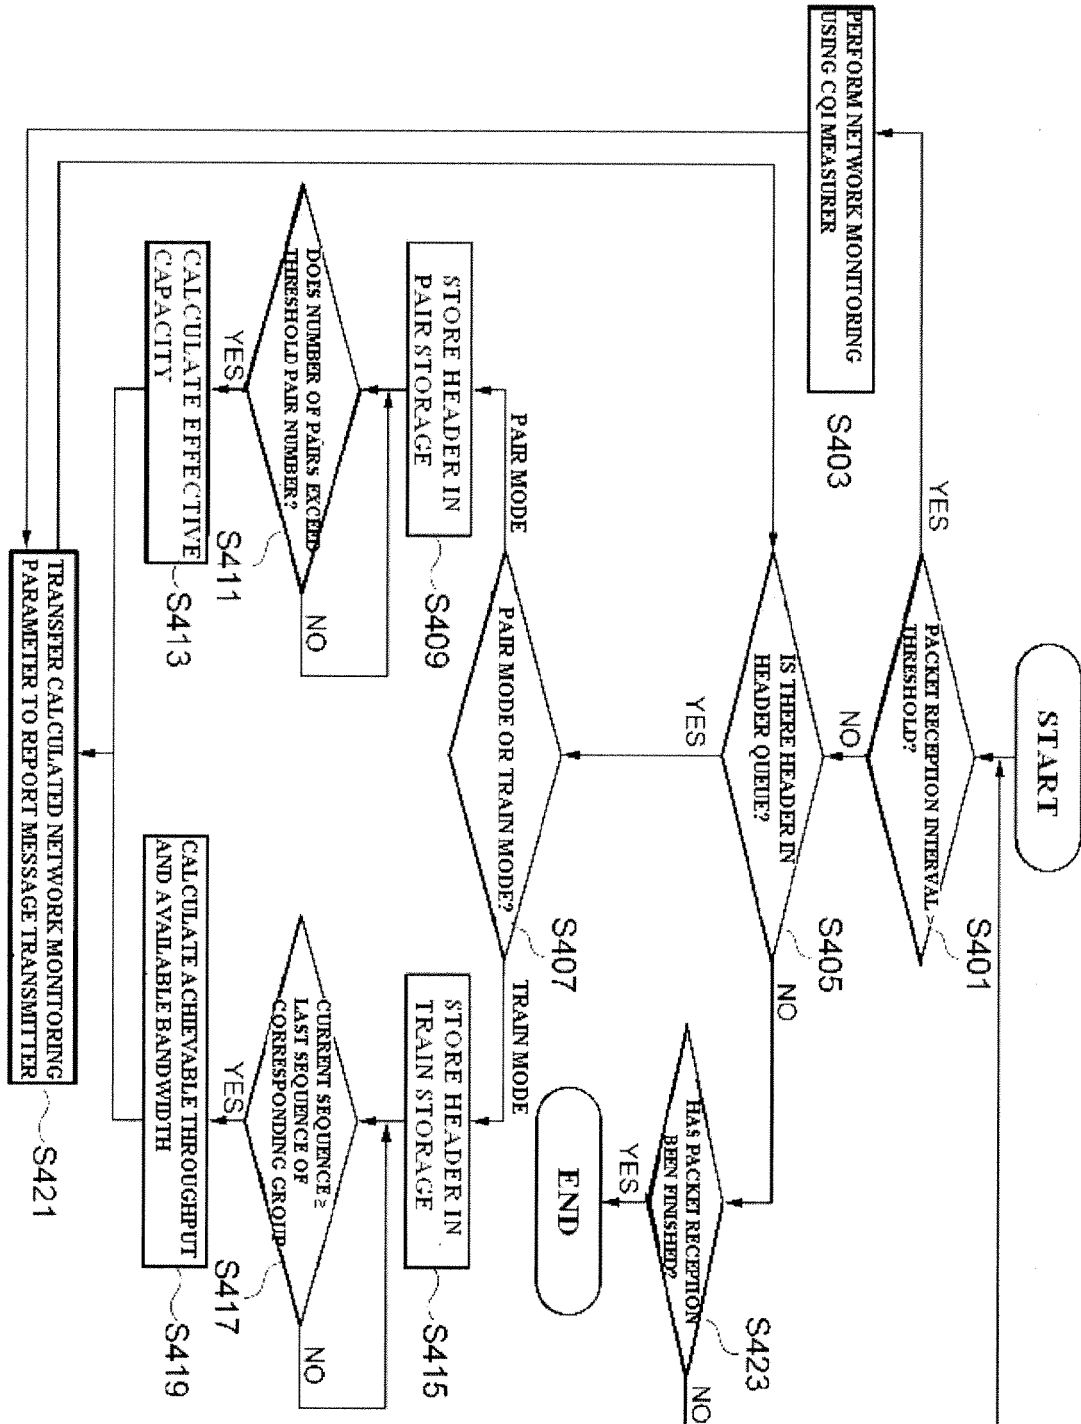 START
PACKET RECEPTION INTERVAL >
THRESHOLD?
S401
YES
NO
PERFORM NETWORK MONITORING
USING CQI MEASURER
S403
IS THERE HEADER IN
HEADER QUEUE?
S405
YES
NO
HAS PACKET RECEPTION
BEEN FINISHED?
S423
NO
YES
END
PAIR MODE OR TRAIN MODE?
S407
PAIR MODE
TRAIN MODE
STORE HEADER IN
PAIR STORAGE
S409
STORE HEADER IN
TRAIN STORAGE
S415
DOES NUMBER OF PAIRS EXCEED
THRESHOLD PAIR NUMBER?
S411
NO
YES
CURRENT SEQUENCE ≥
LAST SEQUENCE OF
CORRESPONDING GROUP
S417
NO
YES
CALCULATE EFFECTIVE
CAPACITY
S413
CALCULATE ACHIEVABLE THROUGHPUT
AND AVAILABLE BANDWIDTH
S419
TRANSFER CALCULATED NETWORK MONITORING
PARAMETER TO REPORT MESSAGE TRANSMITTER
S421